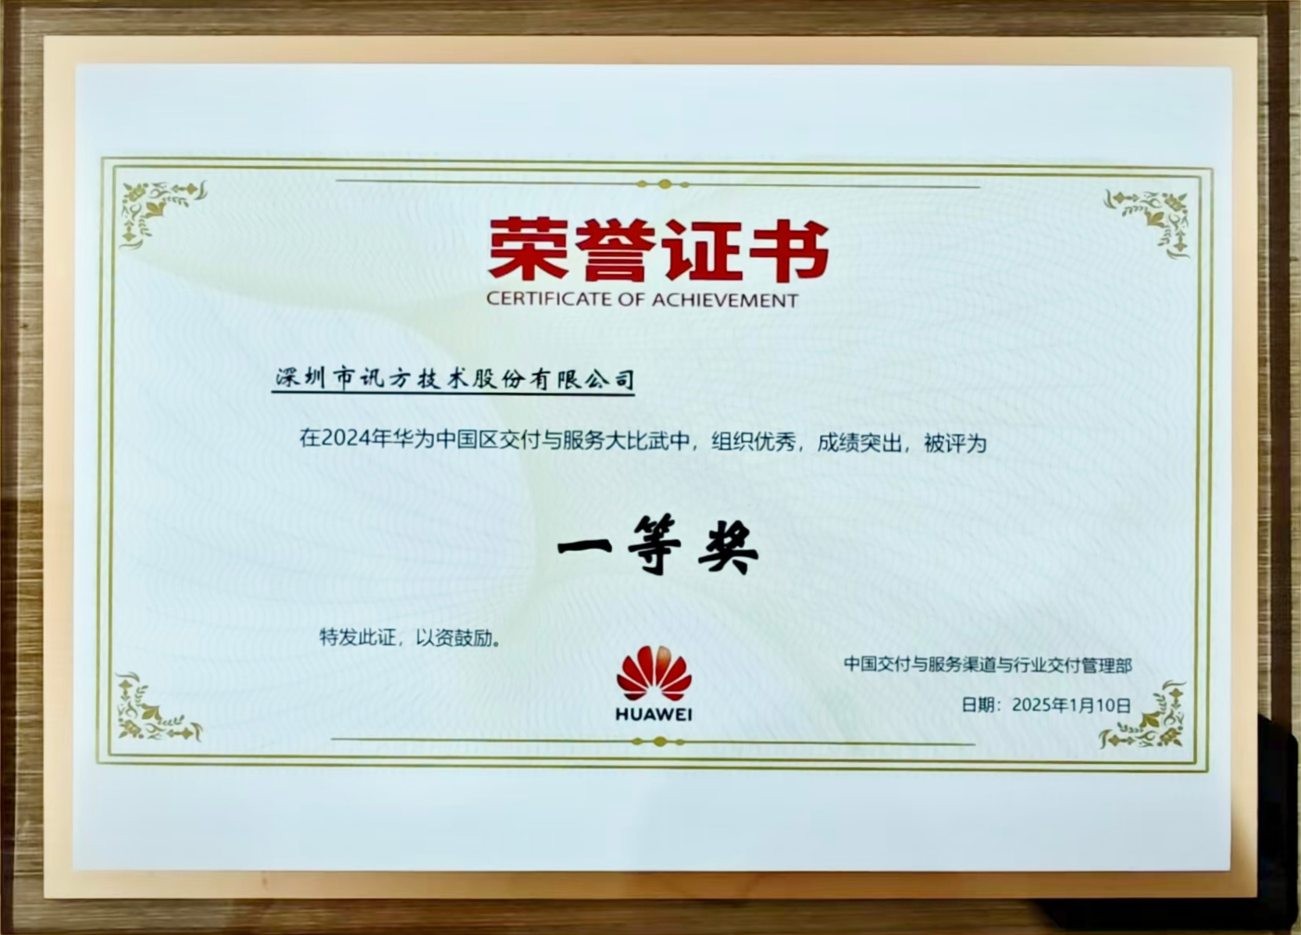 荣誉证书
CERTIFICATE OF ACHIEVEMENT
深圳市讯方技术股份有限公司
在2024年华为中国区交付与服务大比武中，组织优秀，成绩突出，被评为
一等奖
特发此证，以资鼓励。
HUAWEI
中国交付与服务渠道与行业交付管理部
日期：2025年1月10日